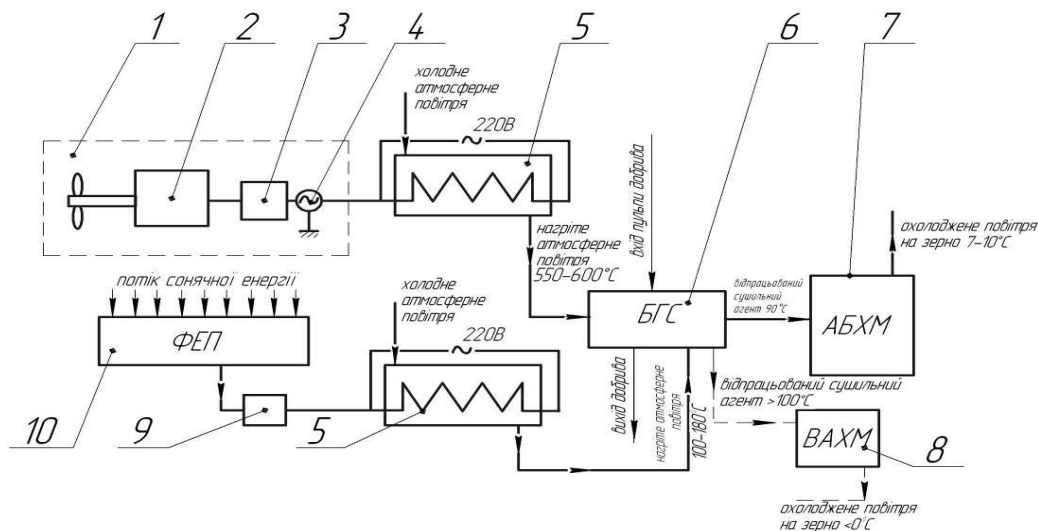 1
2
3
4
5
6
7
холодне
атмосферне
повітря
220В
нагріте
атмосферне
повітря
550-600°С
вхід пульпи добрива
охолоджене повітря
на зерно 7-10°С
потік сонячної енергії
ФЕП
холодне
атмосферне
повітря
220В
БГС
відпрацьований
сушильний
агент 90°С
АБХМ
вихід добрива
нагріте атмосферне
повітря
100-180°С
відпрацьований сушильний
агент >100°С
ВАХМ
10
9
5
8
охолоджене повітря
на зерно <0°С